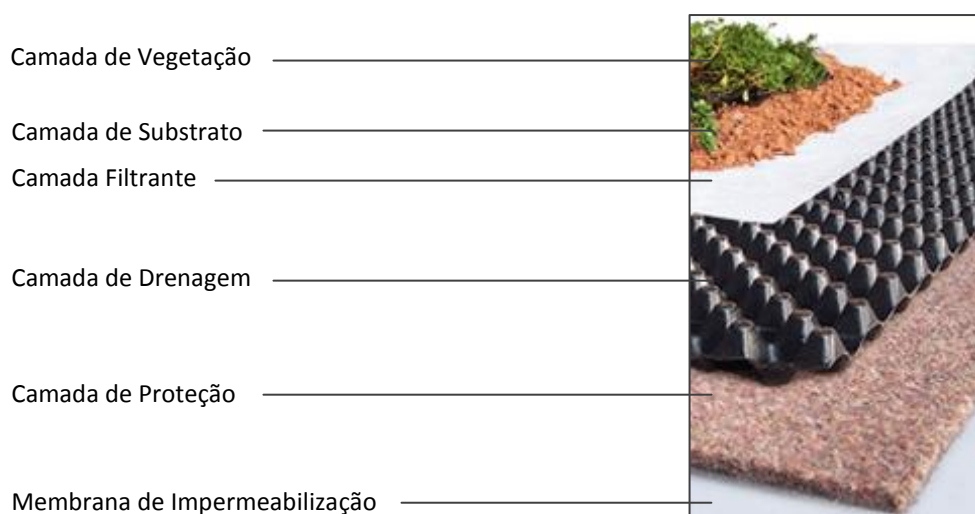 Camada de Vegetação
Camada de Substrato
Camada Filtrante
Camada de Drenagem
Camada de Proteção
Membrana de Impermeabilização